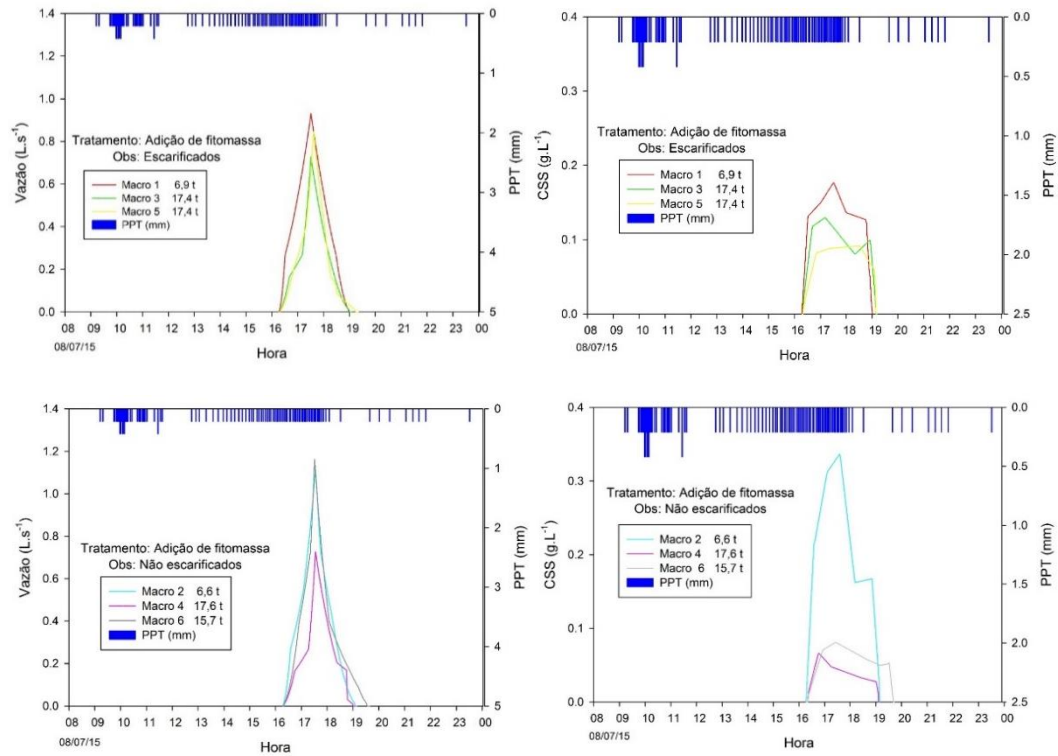 1.4
1.2
1.0
0.8
0.6
0.4
0.2
0.0
Vazão (L.s⁻¹)
0
1
2
3
4
5
PPT (mm)
Tratamento: Adição de fitomassa
Obs: Escarificados
Macro 1 6,9 t
Macro 3 17,4 t
Macro 5 17,4 t
PPT (mm)
08 09 10 11 12 13 14 15 16 17 18 19 20 21 22 23 00
08/07/15
Hora
0.4
0.3
0.2
0.1
0.0
CSS (g.L⁻¹)
0.0
0.5
1.0
1.5
2.0
2.5
PPT (mm)
Tratamento: Adição de fitomassa
Obs: Escarificados
Macro 1 6,9 t
Macro 3 17,4 t
Macro 5 17,4 t
PPT (mm)
08 09 10 11 12 13 14 15 16 17 18 19 20 21 22 23 00
08/07/15
Hora
1.4
1.2
1.0
0.8
0.6
0.4
0.2
0.0
Vazão (L.s⁻¹)
0
1
2
3
4
5
PPT (mm)
Tratamento: Adição de fitomassa
Obs: Não escarificados
Macro 2 6,6 t
Macro 4 17,6 t
Macro 6 15,7 t
PPT (mm)
08 09 10 11 12 13 14 15 16 17 18 19 20 21 22 23 00
08/07/15
Hora
0.4
0.3
0.2
0.1
0.0
CSS (g.L⁻¹)
0.0
0.5
1.0
1.5
2.0
2.5
PPT (mm)
Tratamento: Adição de fitomassa
Obs: Não escarificados
Macro 2 6,6 t
Macro 4 17,6 t
Macro 6 15,7 t
PPT (mm)
08 09 10 11 12 13 14 15 16 17 18 19 20 21 22 23 00
08/07/15
Hora